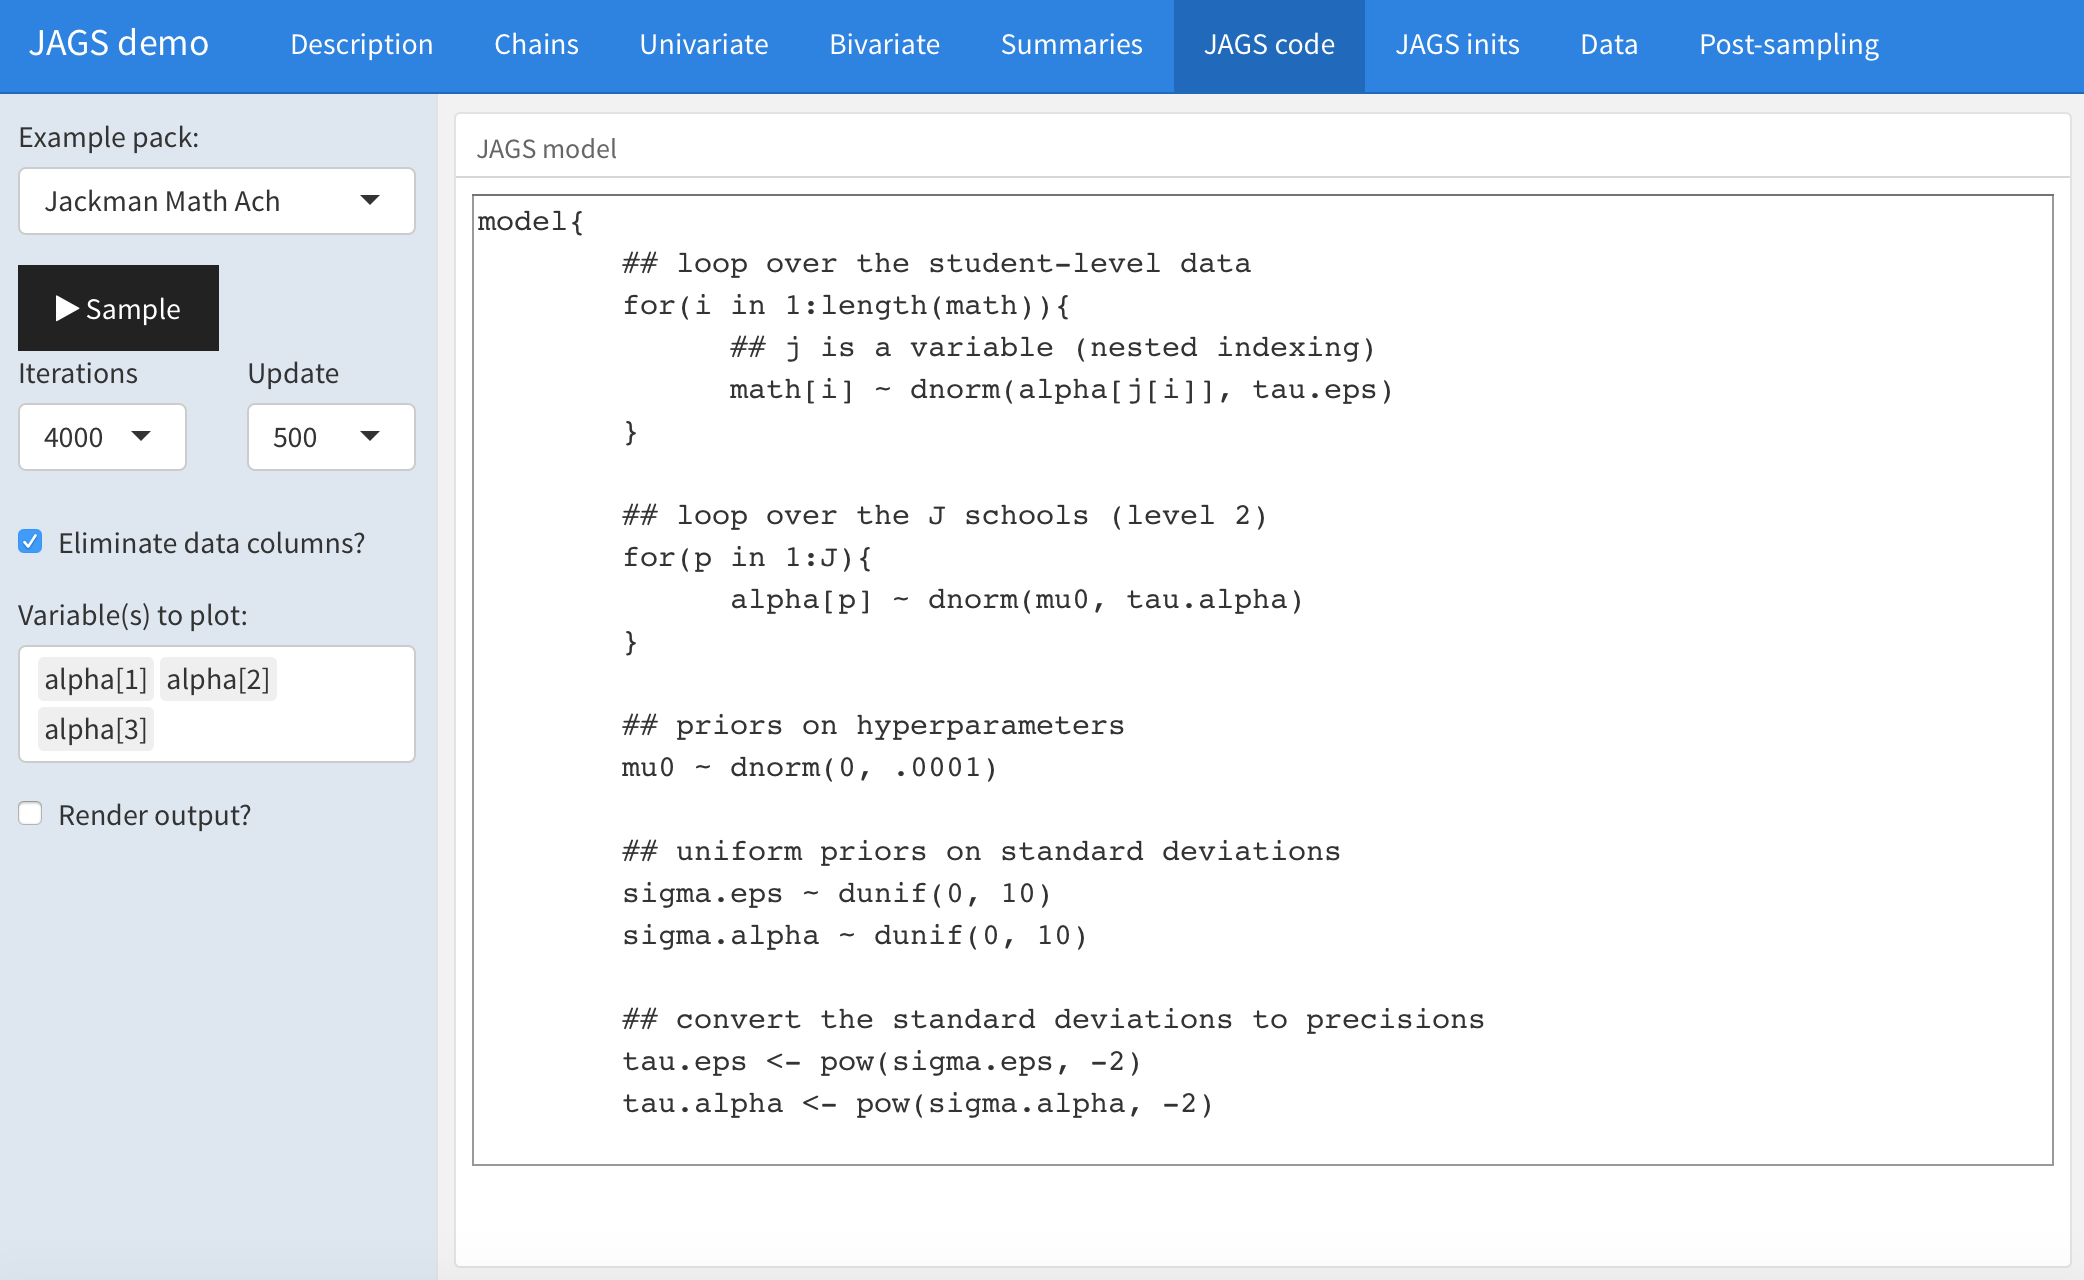 JAGS demo Description Chains Univariate Bivariate Summaries JAGS code JAGS inits Data Post-sampling
Example pack:
Jackman Math Ach
Sample
Iterations Update
4000 500
Eliminate data columns?
Variable(s) to plot:
alpha[1] alpha[2]
alpha[3]
Render output?
JAGS model
model{
## loop over the student-level data
for(i in 1:length(math)){
## j is a variable (nested indexing)
math[i] ~ dnorm(alpha[j[i]], tau.eps)
}
## loop over the J schools (level 2)
for(p in 1:J){
alpha[p] ~ dnorm(mu0, tau.alpha)
}
## priors on hyperparameters
mu0 ~ dnorm(0, .0001)
## uniform priors on standard deviations
sigma.eps ~ dunif(0, 10)
sigma.alpha ~ dunif(0, 10)
## convert the standard deviations to precisions
tau.eps <- pow(sigma.eps, -2)
tau.alpha <- pow(sigma.alpha, -2)